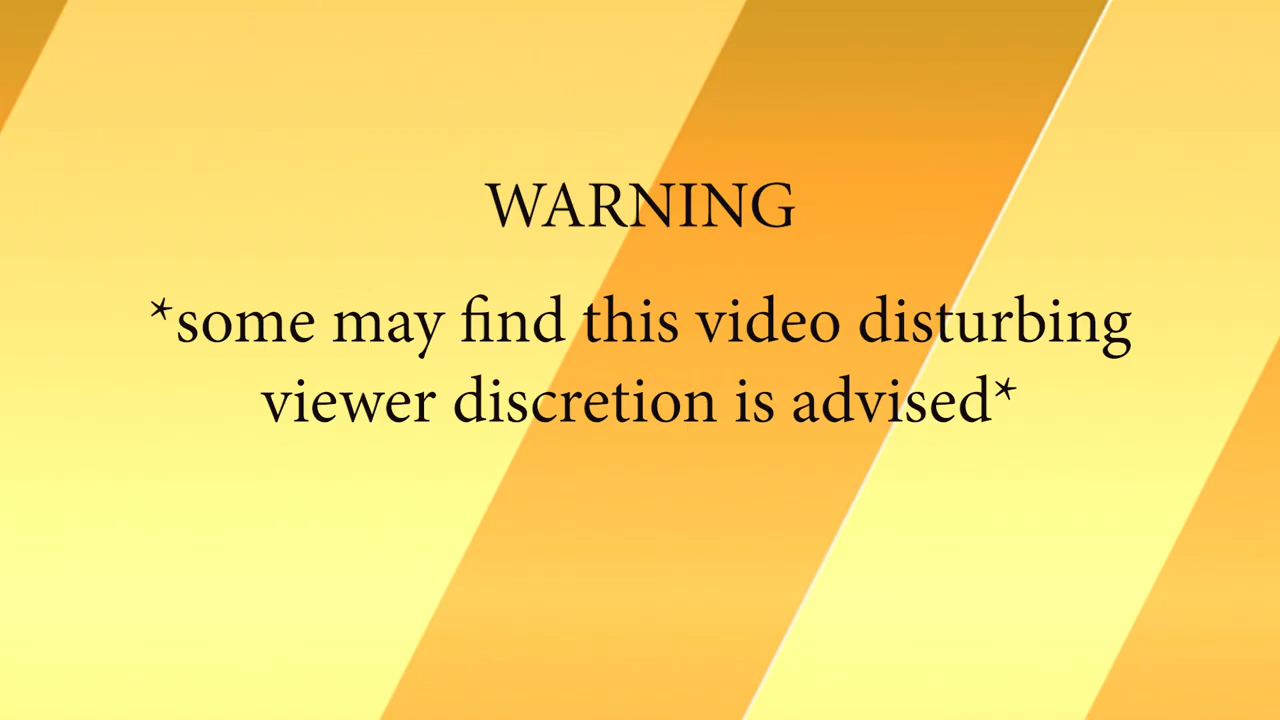 WARNING
*some may find this video disturbing
viewer discretion is advised*